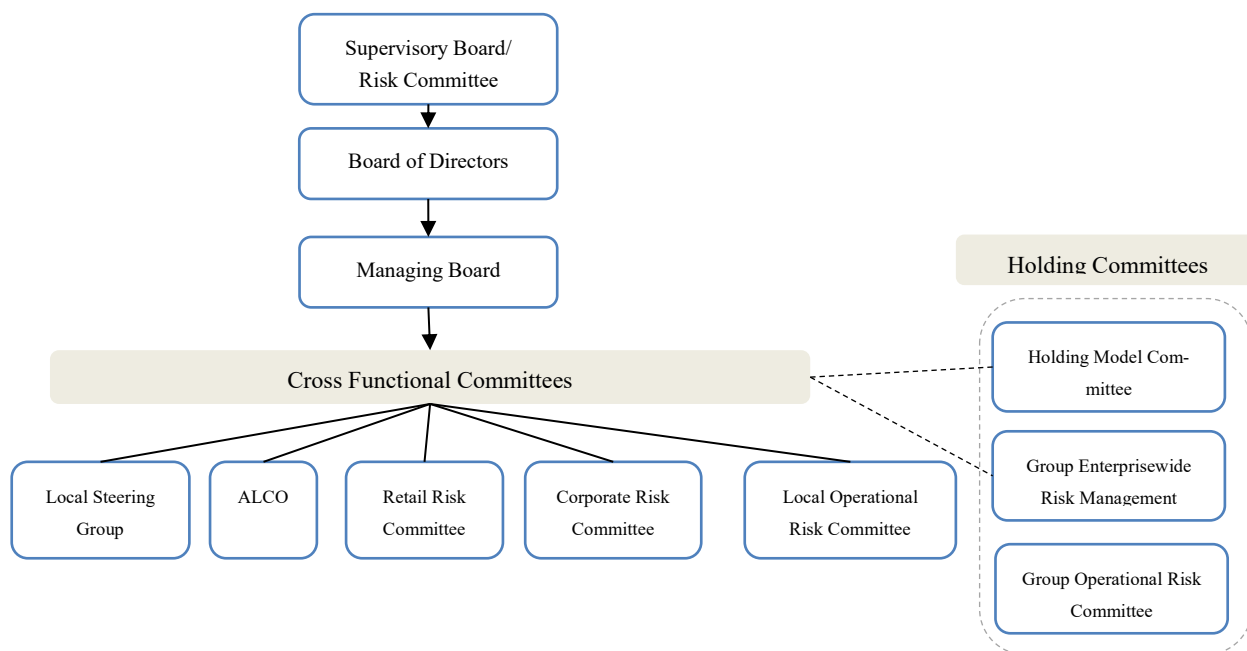 Supervisory Board/
Risk Committee
Board of Directors
Managing Board
Holding Committees
Cross Functional Committees
Holding Model Com-
mittee
Group Enterprisewide
Risk Management
Group Operational Risk
Committee
Local Steering
Group
ALCO
Retail Risk
Committee
Corporate Risk
Committee
Local Operational
Risk Committee